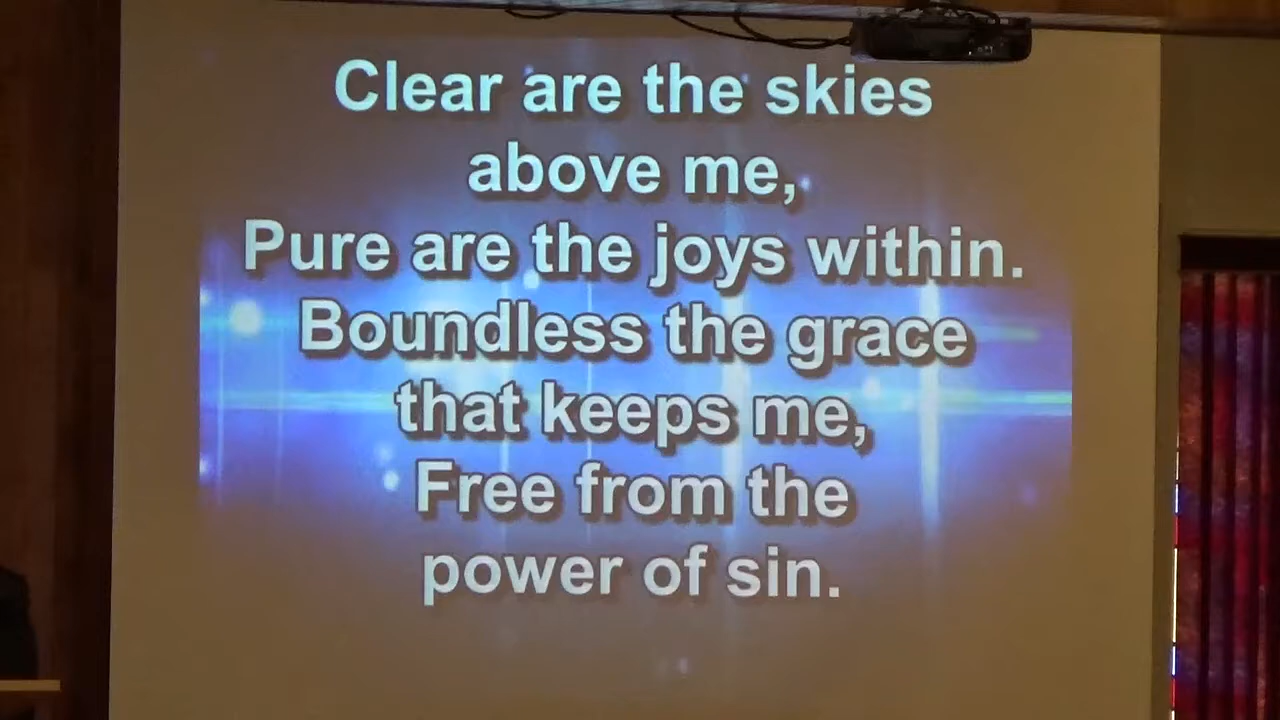 Clear are the skies
above me,
Pure are the joys within.
Boundless the grace
that keeps me,
Free from the
power of sin.